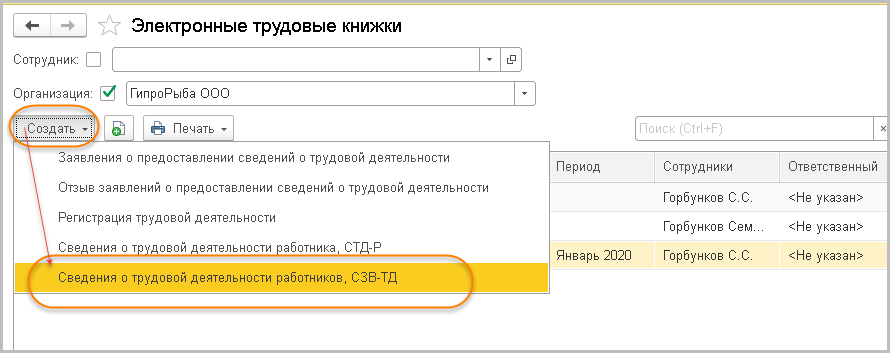 Электронные трудовые книжки
Сотрудник:
Организация: ГипроРыба ООО
Создать Печать Поиск (Ctrl+F)
Заявления о предоставлении сведений о трудовой деятельности
Отзыв заявлений о предоставлении сведений о трудовой деятельности
Регистрация трудовой деятельности
Сведения о трудовой деятельности работника, СТД-Р
Сведения о трудовой деятельности работников, СЗВ-ТД
Период Сотрудники Ответственный
Горбунков С.С. <Не указан>
Горбунков Сем... <Не указан>
Январь 2020 Горбунков С.С. <Не указан>